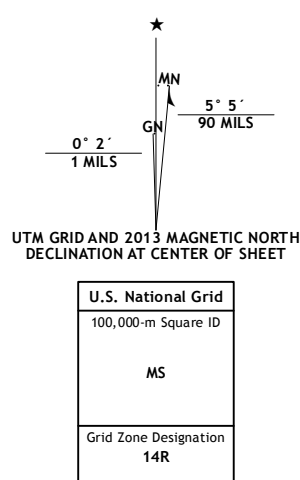 ★
MN
GN
5° 5´
90 MILS
0° 2´
1 MILS
UTM GRID AND 2013 MAGNETIC NORTH
DECLINATION AT CENTER OF SHEET
U.S. National Grid
100,000-m Square ID
MS
Grid Zone Designation
14R